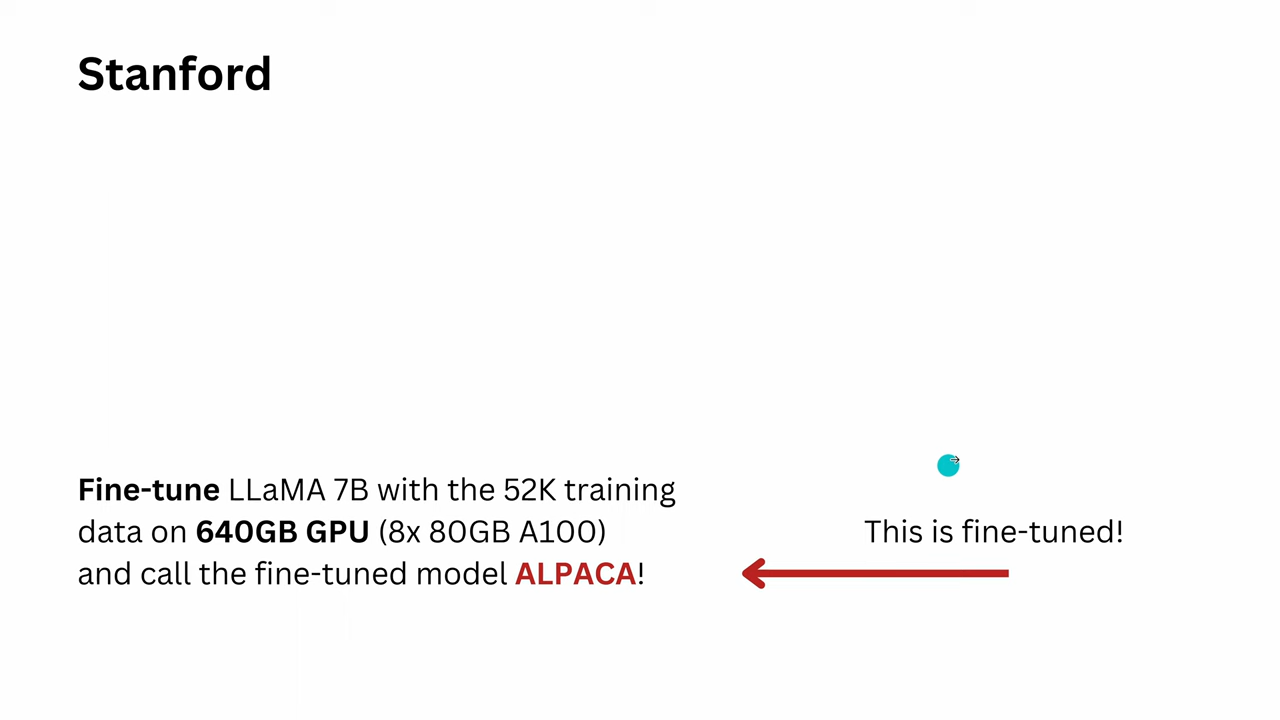 Stanford
Fine-tune LLaMA 7B with the 52K training
data on 640GB GPU (8x 80GB A100)
and call the fine-tuned model ALPACA!
This is fine-tuned!